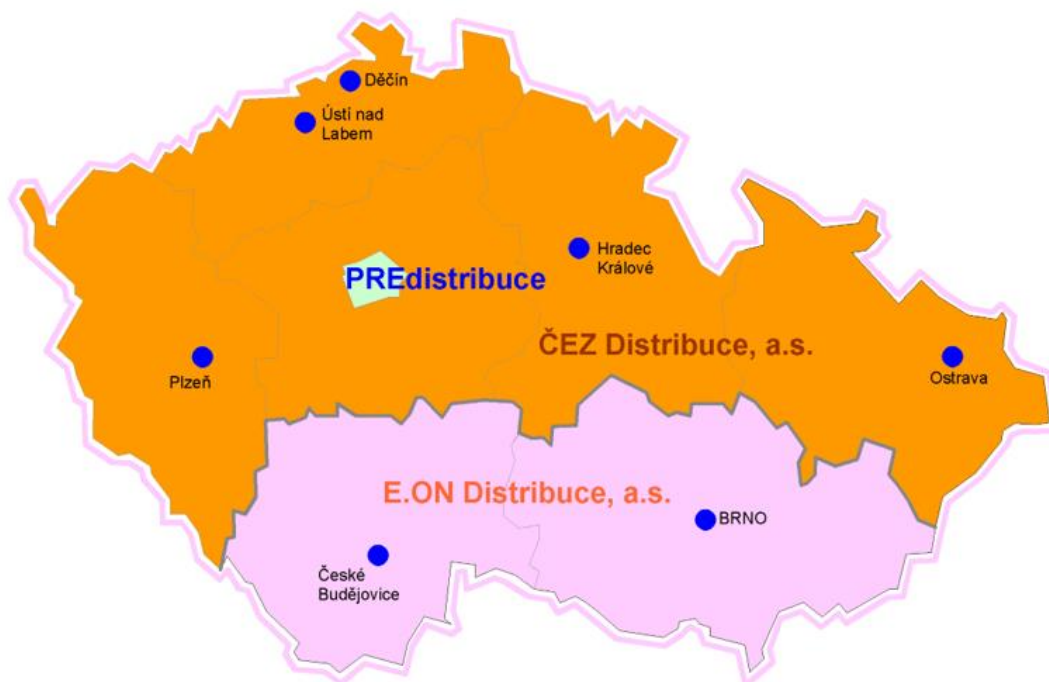 Děčín
Ústí nad
Labem
Hradec
Králové
PREdistribuce
ČEZ Distribuce, a.s.
Plzeň
Ostrava
E.ON Distribuce, a.s.
BRNO
České
Budějovice